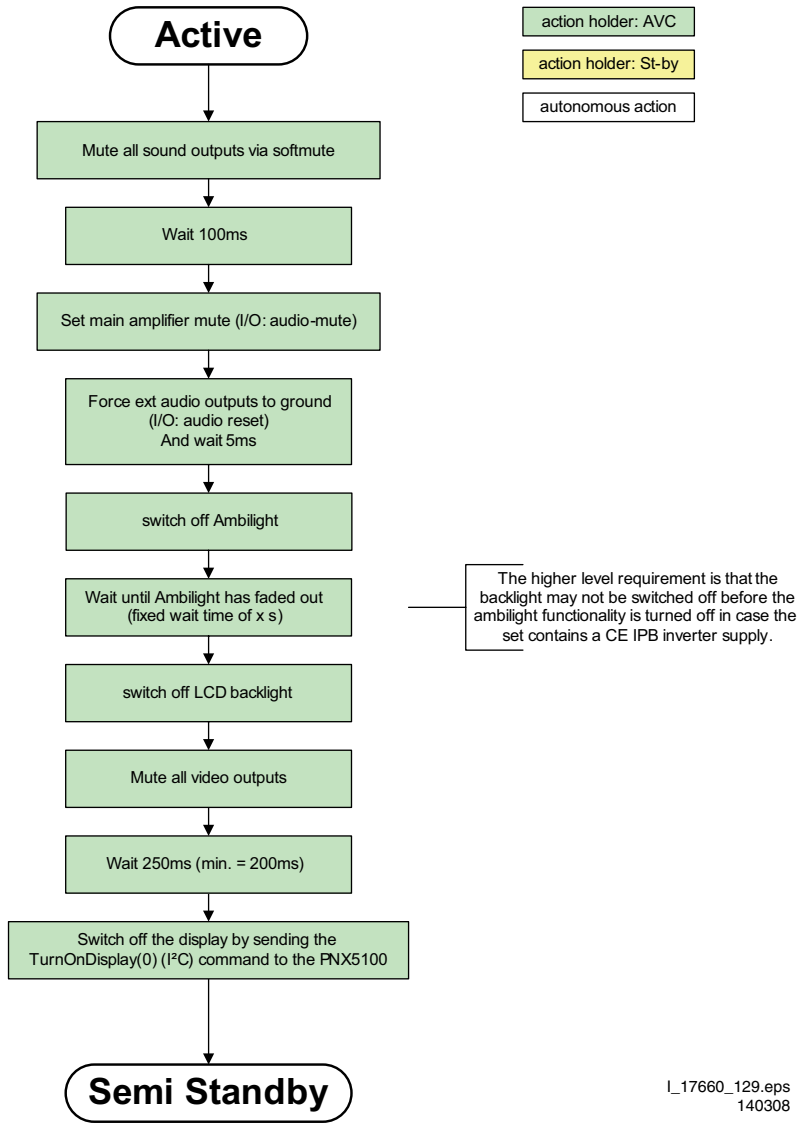 Active
action holder: AVC
action holder: St-by
autonomous action
Mute all sound outputs via softmute
Wait 100ms
Set main amplifier mute (I/O: audio-mute)
Force ext audio outputs to ground
(I/O: audio reset)
And wait 5ms
switch off Ambilight
Wait until Ambilight has faded out
(fixed wait time of x s)
The higher level requirement is that the
backlight may not be switched off before the
ambilight functionality is turned off in case the
set contains a CE IPB inverter supply.
switch off LCD backlight
Mute all video outputs
Wait 250ms (min. = 200ms)
Switch off the display by sending the
TurnOnDisplay(0) (I²C) command to the PNX5100
Semi Standby
I_17660_129.eps
140308